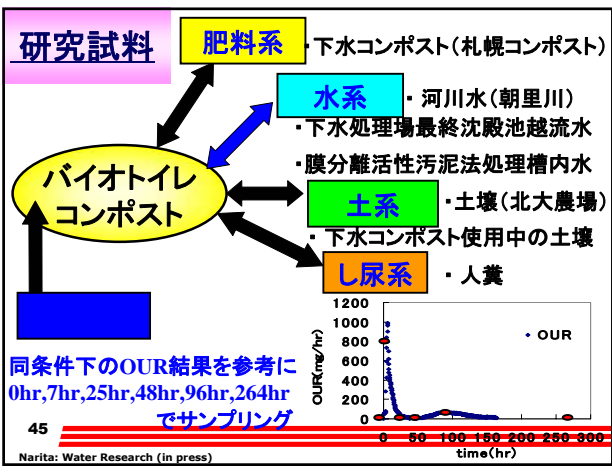 研究試料
肥料系
・下水コンポスト（札幌コンポスト）
水系
・河川水（朝里川）
・下水処理場最終沈殿池越流水
・膜分離活性汚泥法処理槽内水
バイオトイレ
コンポスト
土系
・土壌（北大農場）
・下水コンポスト使用中の土壌
し尿系
・人糞
同条件下のOUR結果を参考に
0hr,7hr,25hr,48hr,96hr,264hr
でサンプリング
OUR(mg/hr)
1200
1000
800
600
400
200
0
OUR
0 50 100 150 200 250 300
time(hr)
45
Narita: Water Research (in press)